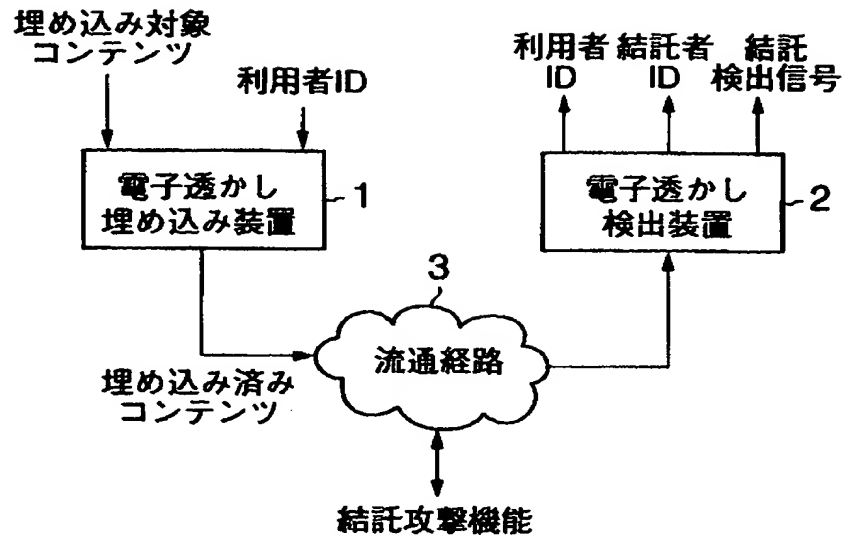 埋め込み対象
コンテンツ
利用者ID
電子透かし
埋め込み装置
1
利用者
ID
結託者
ID
結託
検出信号
電子透かし
検出装置
2
3
流通経路
埋め込み済み
コンテンツ
結託攻撃機能